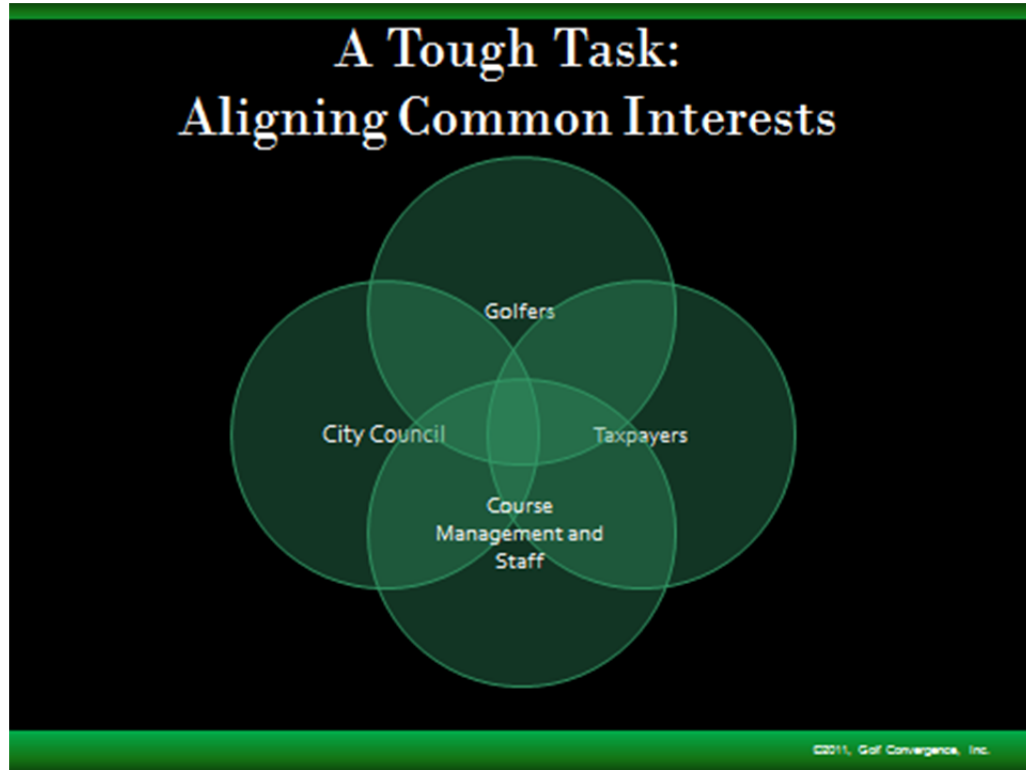 A Tough Task:
Aligning Common Interests
Golfers
City Council
Taxpayers
Course
Management and
Staff
©2011, Golf Convergence, Inc.